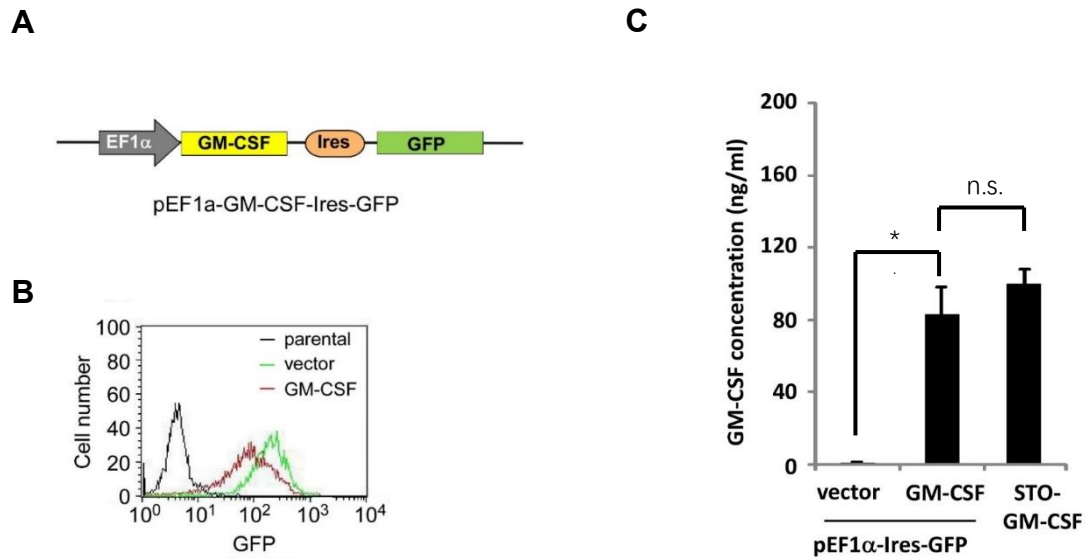 A
EF1α
GM-CSF
Ires
GFP
pEF1a-GM-CSF-Ires-GFP
B
100
80
60
40
20
0
Cell number
parental
vector
GM-CSF
10⁰
10¹
10²
10³
10⁴
GFP
C
200
160
120
80
40
0
GM-CSF concentration (ng/ml)
*
n.s.
vector
GM-CSF
STO-
GM-CSF
pEF1α-Ires-GFP